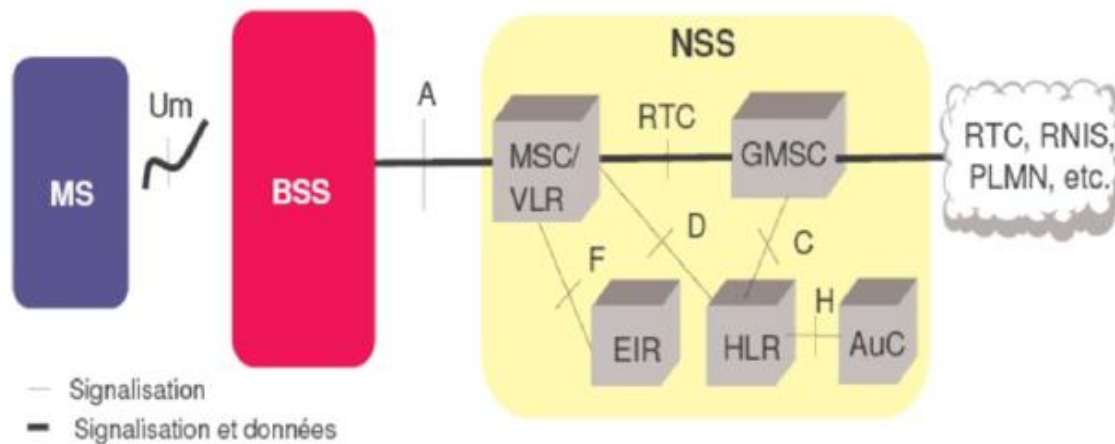 NSS
A
Um
RTC
RTC, RNIS,
PLMN, etc.
MSC/
VLR
GMSC
MS
BSS
D
C
F
H
EIR
HLR
AuC
Signalisation
Signalisation et données